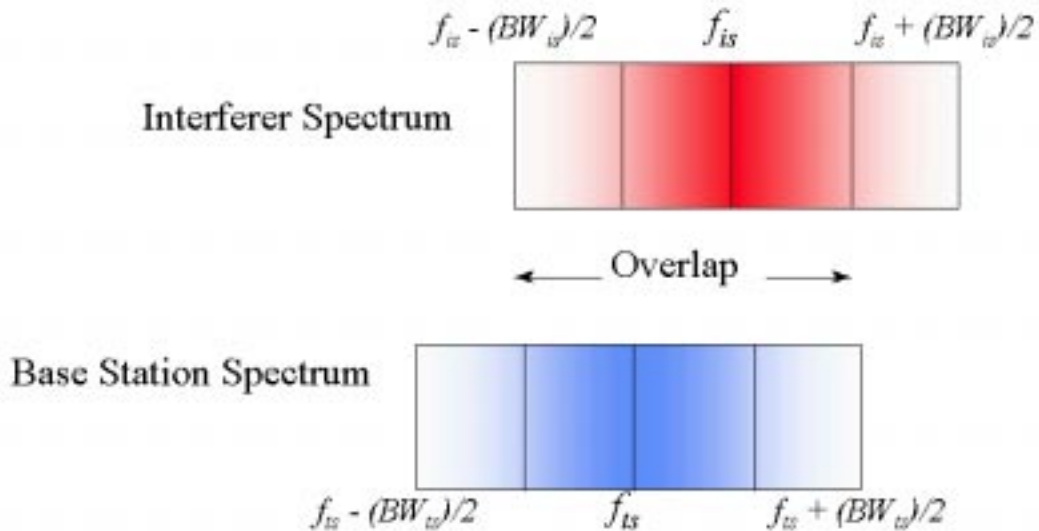 f_is - (BW_is)/2 f_is f_is + (BW_is)/2
Interferer Spectrum
Overlap
Base Station Spectrum
f_ts - (BW_ts)/2 f_ts f_ts + (BW_ts)/2